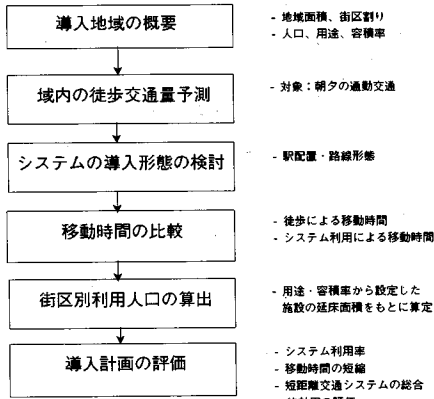 導入地域の概要
- 地域面積、街区割り
- 人口、用途、容積率
域内の徒歩交通量予測
- 対象：朝夕の通勤交通
システムの導入形態の検討
- 駅配置・路線形態
移動時間の比較
- 徒歩による移動時間
- システム利用による移動時間
街区別利用人口の算出
- 用途・容積率から設定した
施設の延床面積をもとに算定
導入計画の評価
- システム利用率
- 移動時間の短縮
- 短距離交通システムの総合